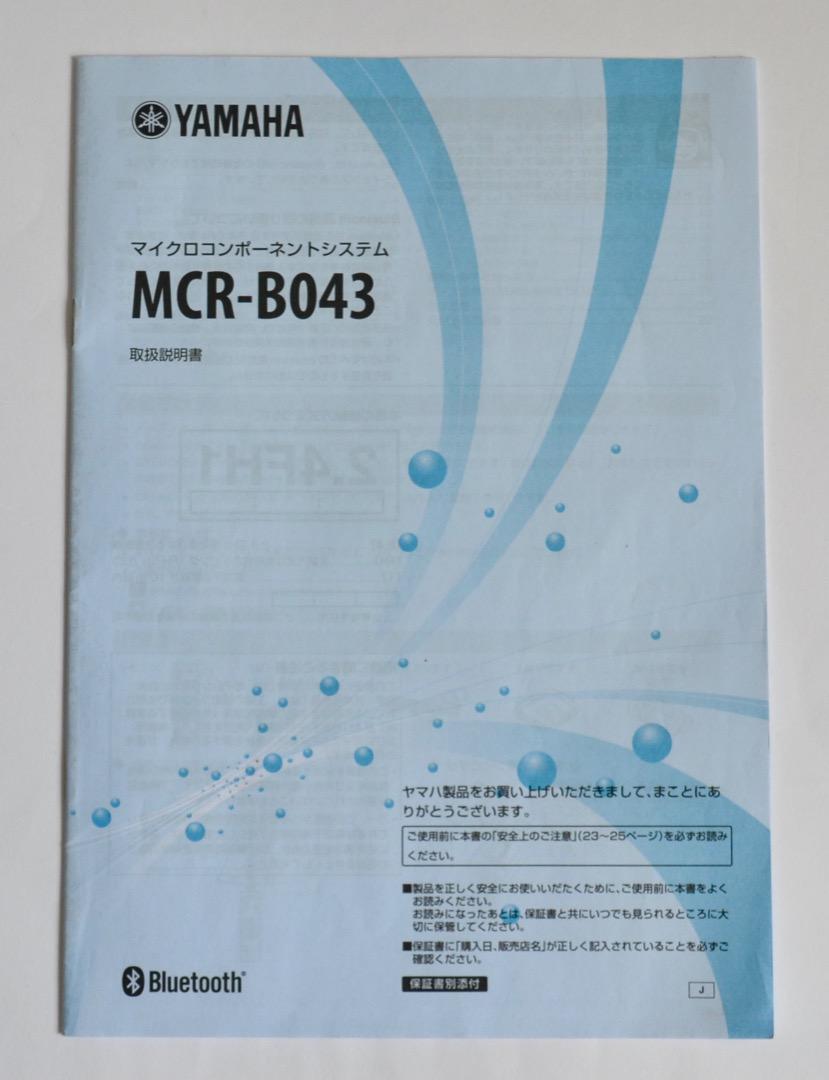 YAMAHA
マイクロコンポーネントシステム
MCR-B043
取扱説明書
2.4FH1
ヤマハ製品をお買い上げいただきまして、まことにあ
りがとうございます。
ご使用前に本書の「安全上のご注意」(23〜25ページ)を必ずお読み
ください。
■製品を正しく安全にお使いいただくために、ご使用前に本書をよく
お読みください。
お読みになったあとは、保証書と共にいつでも見られるところに大
切に保管してください。
■保証書に「購入日、販売店名」が正しく記入されていることを必ずご
確認ください。
保証書別添付
J
Bluetooth®